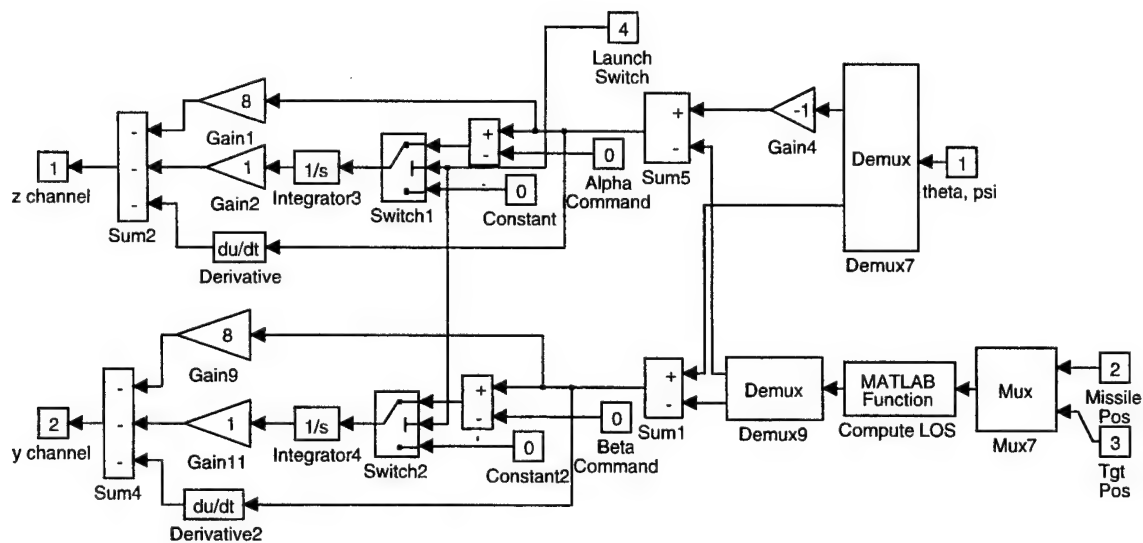 4
Launch
Switch
8
Gain1
-
-
-
Sum2
1
z channel
1
Gain2
1/s
Integrator3
Switch1
+
-
0
Alpha
Command
0
Constant
du/dt
Derivative
+
-
Sum5
-1
Gain4
Demux
Demux7
1
theta, psi
8
Gain9
-
-
-
Sum4
2
y channel
1
Gain11
1/s
Integrator4
Switch2
+
-
0
Beta
Command
0
Constant2
du/dt
Derivative2
+
-
Sum1
Demux
Demux9
MATLAB
Function
Compute LOS
Mux
Mux7
2
Missile
Pos
3
Tgt
Pos